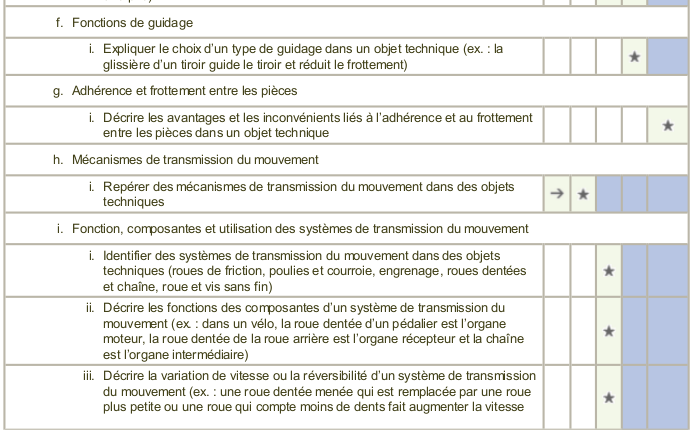 f. Fonctions de guidage
i. Expliquer le choix d'un type de guidage dans un objet technique (ex. : la
glissière d'un tiroir guide le tiroir et réduit le frottement)
★
g. Adhérence et frottement entre les pièces
i. Décrire les avantages et les inconvénients liés à l'adhérence et au frottement
entre les pièces dans un objet technique
★
h. Mécanismes de transmission du mouvement
i. Repérer des mécanismes de transmission du mouvement dans des objets
techniques
→ ★
i. Fonction, composantes et utilisation des systèmes de transmission du mouvement
i. Identifier des systèmes de transmission du mouvement dans des objets
techniques (roues de friction, poulies et courroie, engrenage, roues dentées
et chaîne, roue et vis sans fin)
★
ii. Décrire les fonctions des composantes d'un système de transmission du
mouvement (ex. : dans un vélo, la roue dentée d'un pédalier est l'organe
moteur, la roue dentée de la roue arrière est l'organe récepteur et la chaîne
est l'organe intermédiaire)
★
iii. Décrire la variation de vitesse ou la réversibilité d'un système de transmission
du mouvement (ex. : une roue dentée menée qui est remplacée par une roue
plus petite ou une roue qui compte moins de dents fait augmenter la vitesse
★